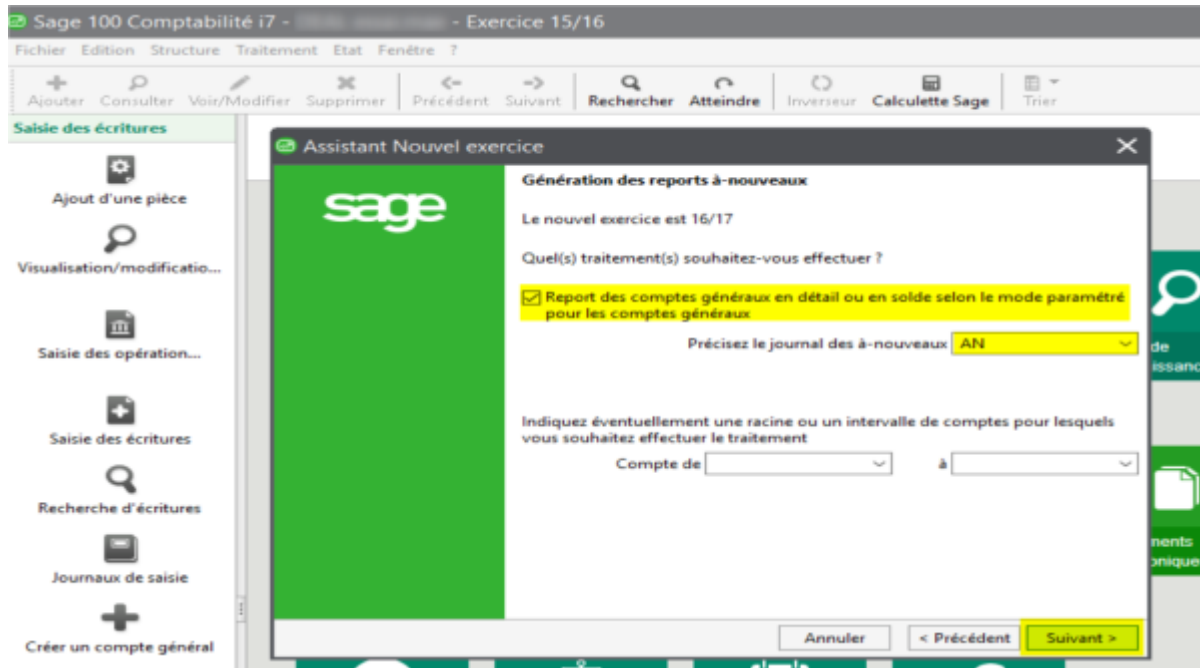 Sage 100 Comptabilité i7 - - Exercice 15/16
Fichier Edition Structure Traitement Etat Fenêtre ?
Ajouter Consulter Voir/Modifier Supprimer Précédent Suivant Rechercher Atteindre Inverseur Calculette Sage Trier
Saisie des écritures
Ajout d'une pièce
Visualisation/modificatio...
Saisie des opération...
Saisie des écritures
Recherche d'écritures
Journaux de saisie
Créer un compte général
Assistant Nouvel exercice
sage
Génération des reports à-nouveaux
Le nouvel exercice est 16/17
Quel(s) traitement(s) souhaitez-vous effectuer ?
Report des comptes généraux en détail ou en solde selon le mode paramétré
pour les comptes généraux
Précisez le journal des à-nouveaux AN
Indiquez éventuellement une racine ou un intervalle de comptes pour lesquels
vous souhaitez effectuer le traitement
Compte de à
Annuler < Précédent Suivant >
de
issanc
ments
onique